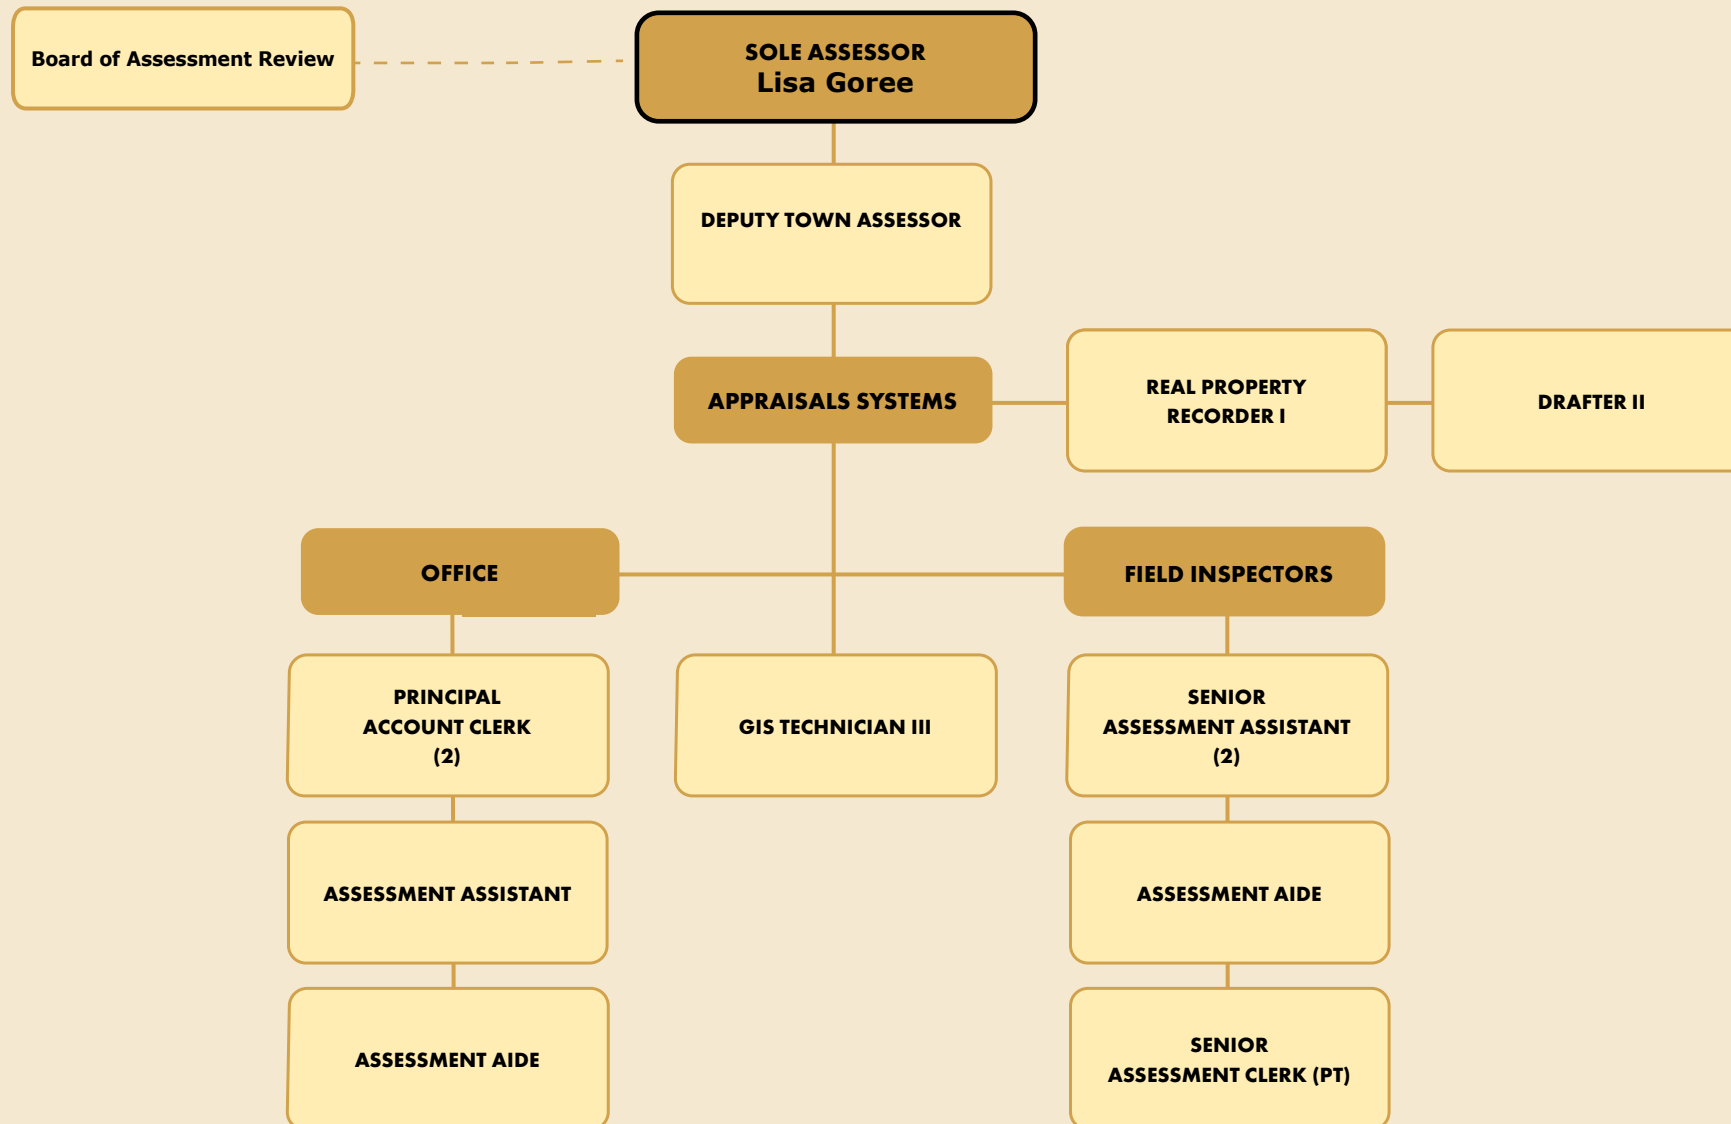 Board of Assessment Review
SOLE ASSESSOR
Lisa Goree
DEPUTY TOWN ASSESSOR
APPRAISALS SYSTEMS
REAL PROPERTY
RECORDER I
DRAFTER II
OFFICE
FIELD INSPECTORS
PRINCIPAL
ACCOUNT CLERK
(2)
GIS TECHNICIAN III
SENIOR
ASSESSMENT ASSISTANT
(2)
ASSESSMENT ASSISTANT
ASSESSMENT AIDE
ASSESSMENT AIDE
SENIOR
ASSESSMENT CLERK (PT)